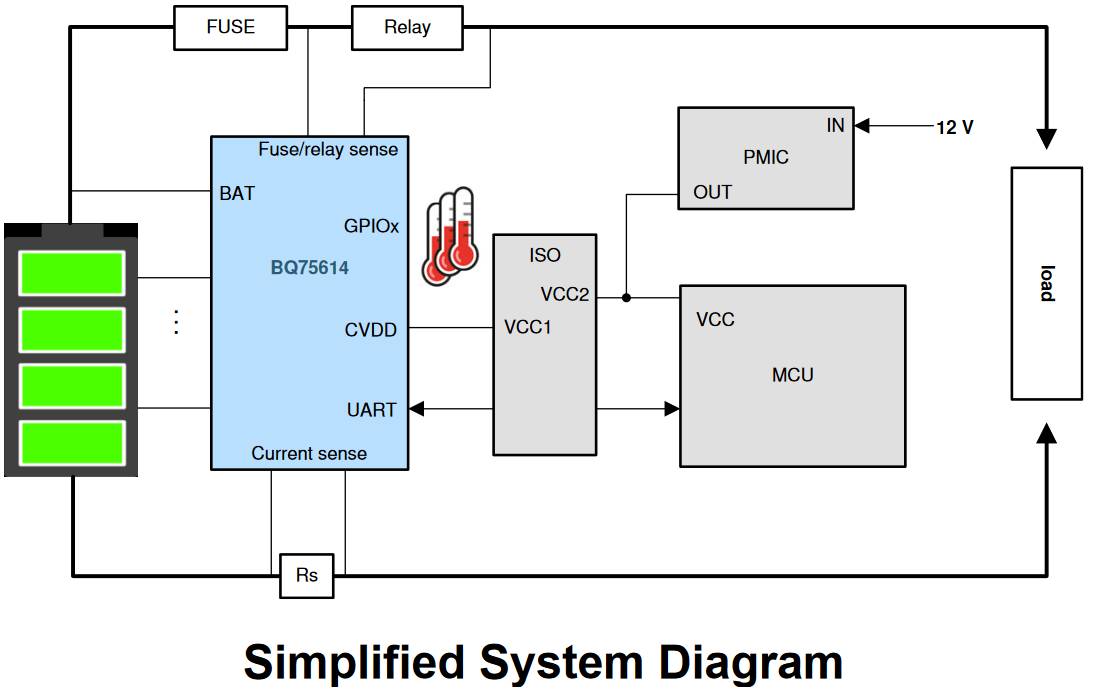 FUSE
Relay
Fuse/relay sense
BAT
GPIOx
BQ75614
CVDD
UART
Current sense
ISO
VCC2
VCC1
IN
12 V
PMIC
OUT
VCC
MCU
load
Rs
Simplified System Diagram